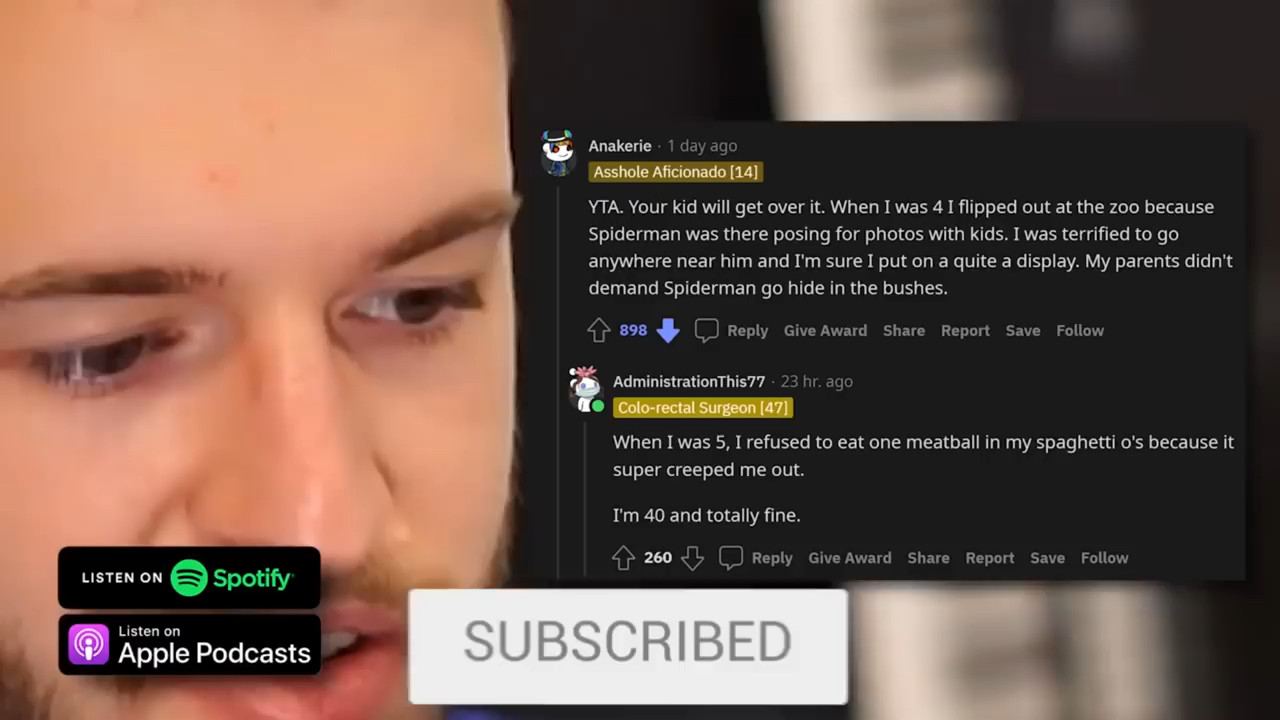 Anakerie · 1 day ago
Asshole Aficionado [14]
YTA. Your kid will get over it. When I was 4 I flipped out at the zoo because
Spiderman was there posing for photos with kids. I was terrified to go
anywhere near him and I'm sure I put on a quite a display. My parents didn't
demand Spiderman go hide in the bushes.
898 Reply Give Award Share Report Save Follow
AdministrationThis77 · 23 hr. ago
Colo-rectal Surgeon [47]
When I was 5, I refused to eat one meatball in my spaghetti o's because it
super creeped me out.
I'm 40 and totally fine.
260 Reply Give Award Share Report Save Follow
LISTEN ON Spotify
Listen on
Apple Podcasts
SUBSCRIBED